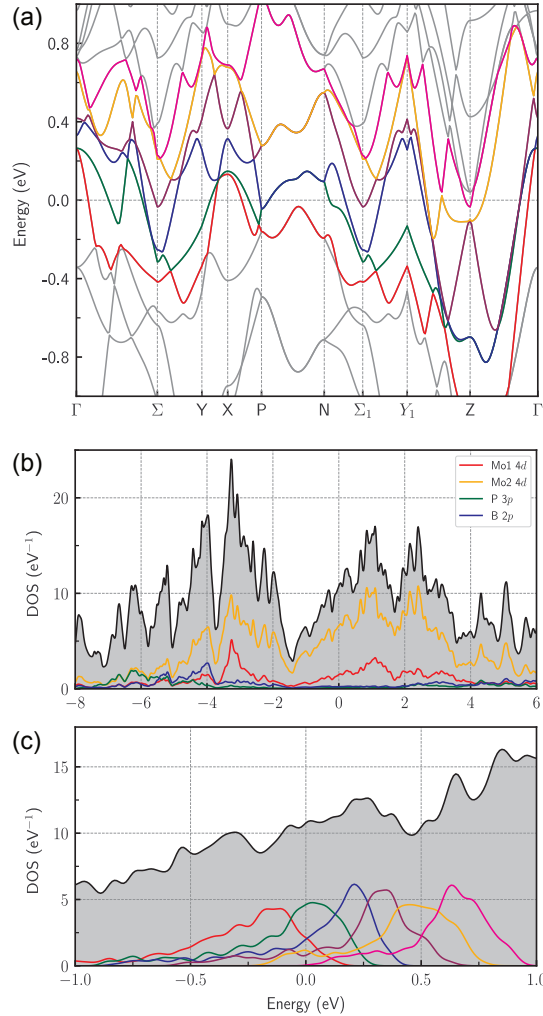 (a)
0.8
0.4
0.0
-0.4
-0.8
Energy (eV)
Γ Σ Y X P N Σ₁ Y₁ Z Γ
(b)
Mo1 4d
Mo2 4d
P 3p
B 2p
20
10
0
DOS (eV⁻¹)
−8 −6 −4 −2 0 2 4 6
(c)
15
10
5
0
DOS (eV⁻¹)
−1.0 −0.5 0.0 0.5 1.0
Energy (eV)